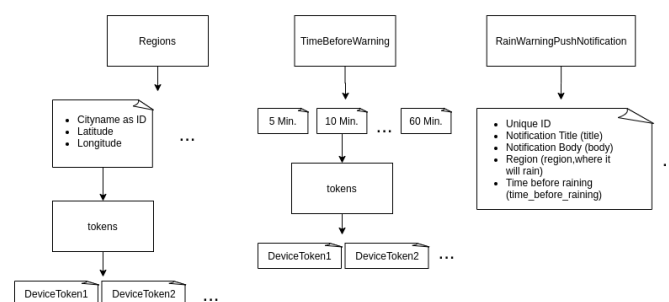 Regions
TimeBeforeWarning
RainWarningPushNotification
• Cityname as ID
• Latitude
• Longitude
...
5 Min.
10 Min.
...
60 Min.
• Unique ID
• Notification Title (title)
• Notification Body (body)
• Region (region,where it
will rain)
• Time before raining
(time_before_raining)
tokens
tokens
DeviceToken1
DeviceToken2
...
DeviceToken1
DeviceToken2
...